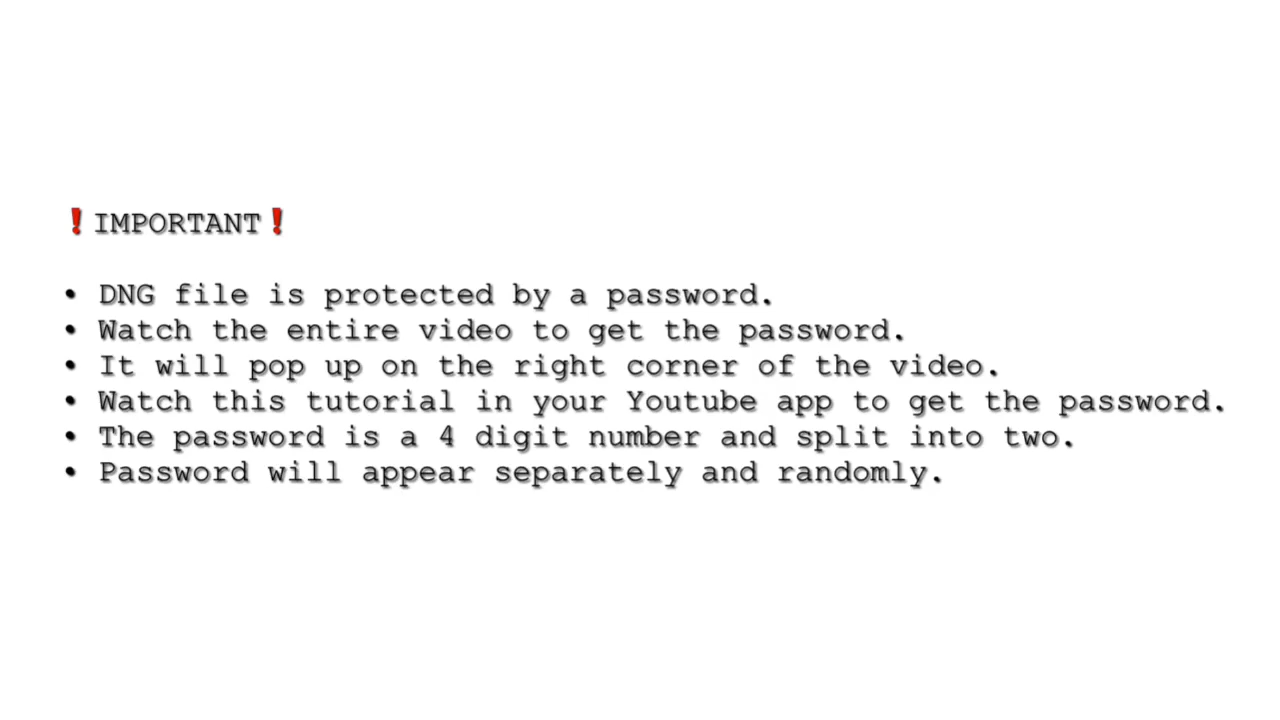 ❗IMPORTANT❗
• DNG file is protected by a password.
• Watch the entire video to get the password.
• It will pop up on the right corner of the video.
• Watch this tutorial in your Youtube app to get the password.
• The password is a 4 digit number and split into two.
• Password will appear separately and randomly.